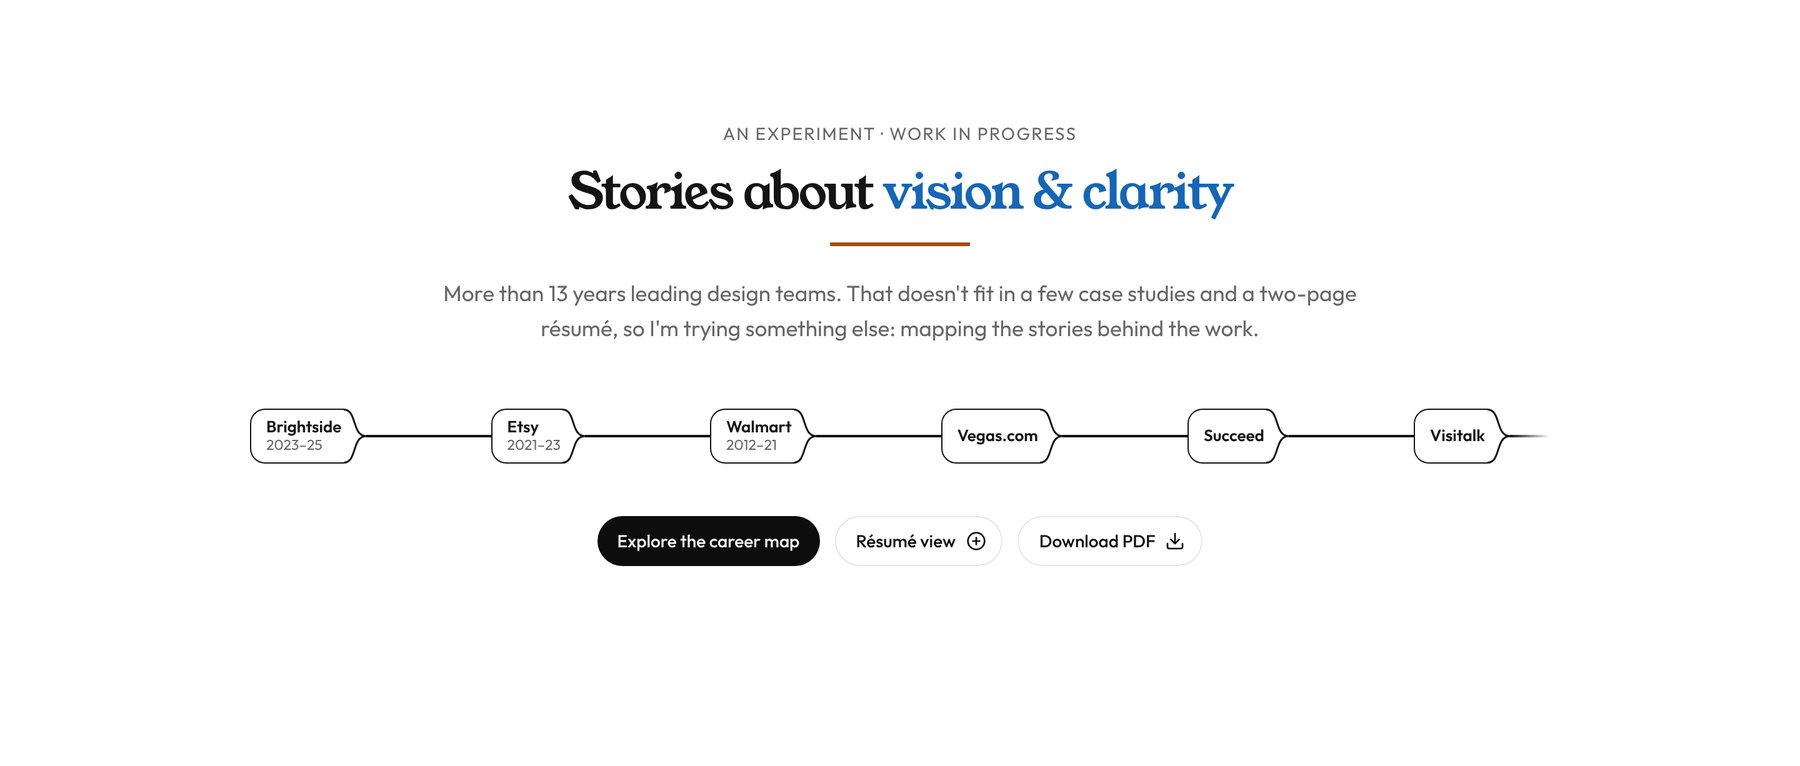 AN EXPERIMENT · WORK IN PROGRESS
Stories about vision & clarity
More than 13 years leading design teams. That doesn't fit in a few case studies and a two-page
résumé, so I'm trying something else: mapping the stories behind the work.
Brightside
2023–25
Etsy
2021–23
Walmart
2012–21
Vegas.com
Succeed
Visitalk
Explore the career map
Résumé view
Download PDF